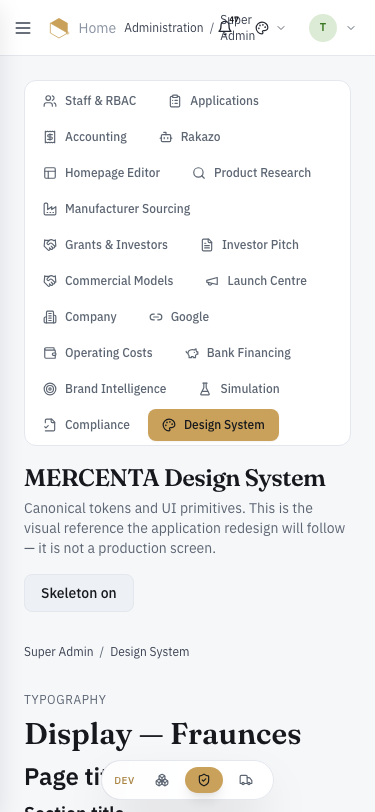 Home Administration / Super Admin T
Staff & RBAC Applications
Accounting Rakazo
Homepage Editor Product Research
Manufacturer Sourcing
Grants & Investors Investor Pitch
Commercial Models Launch Centre
Company Google
Operating Costs Bank Financing
Brand Intelligence Simulation
Compliance Design System
MERCENTA Design System
Canonical tokens and UI primitives. This is the
visual reference the application redesign will follow
— it is not a production screen.
Skeleton on
Super Admin / Design System
TYPOGRAPHY
Display — Fraunces
Page
DEV
Section title